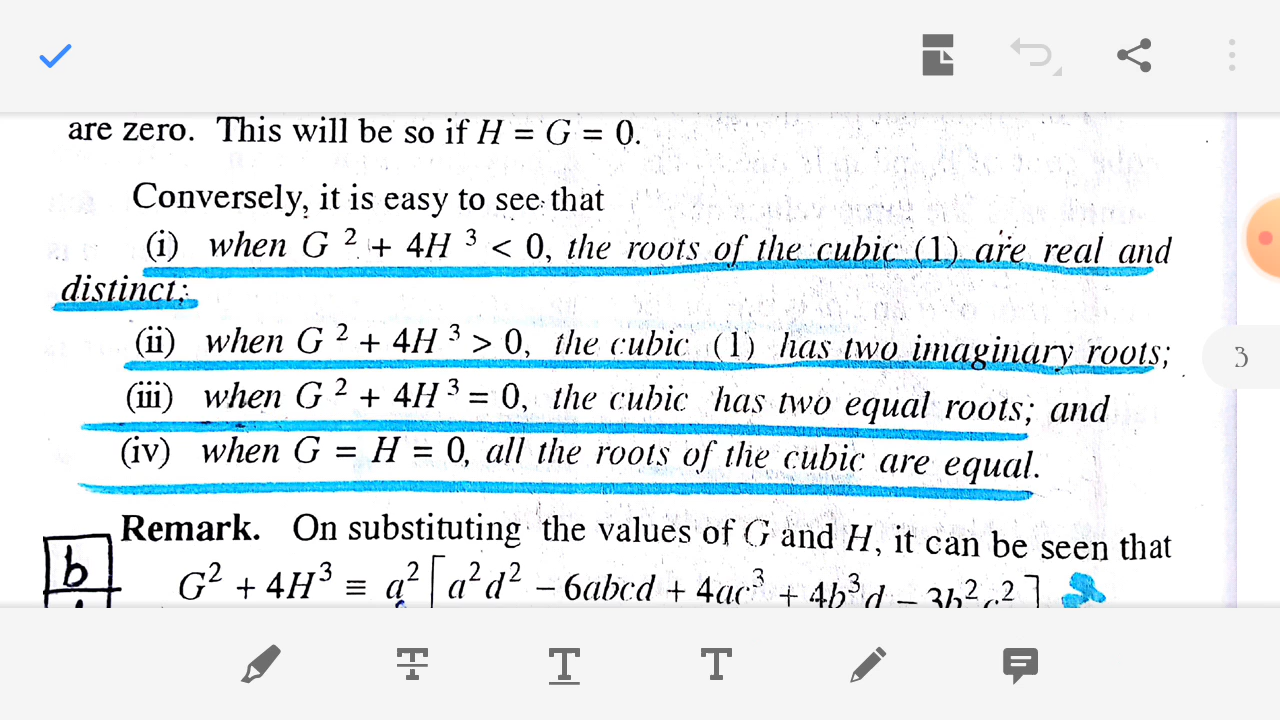 are zero. This will be so if H = G = 0.
Conversely, it is easy to see that
(i) when G² + 4H³ < 0, the roots of the cubic (1) are real and
distinct;
(ii) when G² + 4H³ > 0, the cubic (1) has two imaginary roots;
3
(iii) when G² + 4H³ = 0, the cubic has two equal roots; and
(iv) when G = H = 0, all the roots of the cubic are equal.
Remark. On substituting the values of G and H, it can be seen that
b
G² + 4H³ ≡ a² [a²d² – 6abcd + 4ac³ + 4b³d – 3b²c²]
T
T
T